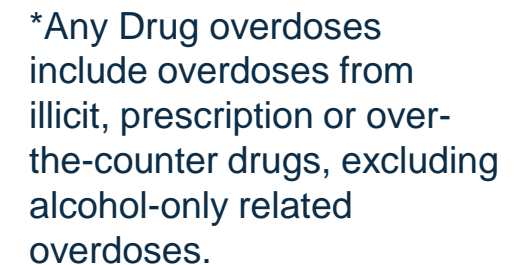 *Any Drug overdoses
include overdoses from
illicit, prescription or over-
the-counter drugs, excluding
alcohol-only related
overdoses.